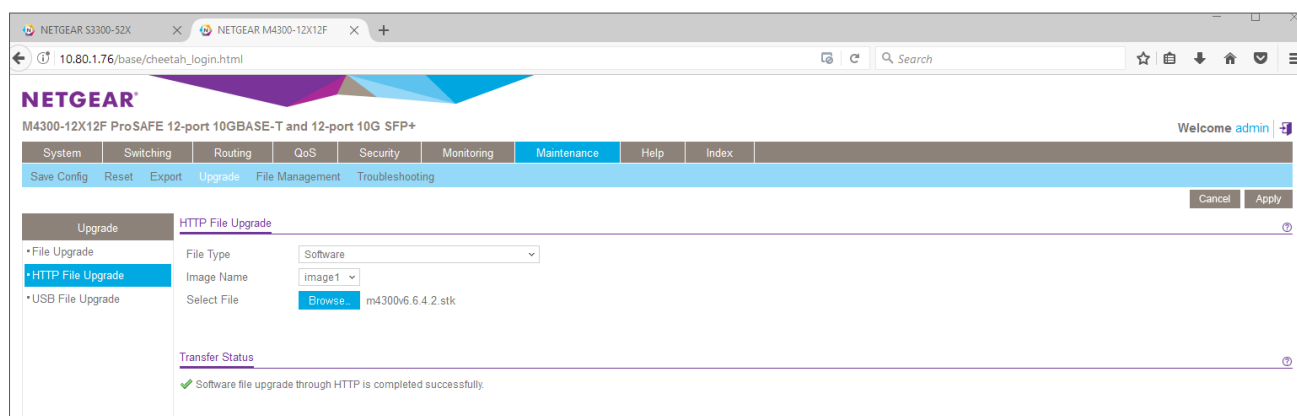 NETGEAR S3300-52X NETGEAR M4300-12X12F
10.80.1.76/base/cheetah_login.html Search
NETGEAR®
M4300-12X12F ProSAFE 12-port 10GBASE-T and 12-port 10G SFP+
Welcome admin
System Switching Routing QoS Security Monitoring Maintenance Help Index
Save Config Reset Export Upgrade File Management Troubleshooting
Cancel Apply
Upgrade HTTP File Upgrade
File Upgrade File Type Software
HTTP File Upgrade Image Name image1
USB File Upgrade Select File Browse.. m4300v6.6.4.2.stk
Transfer Status
Software file upgrade through HTTP is completed successfully.